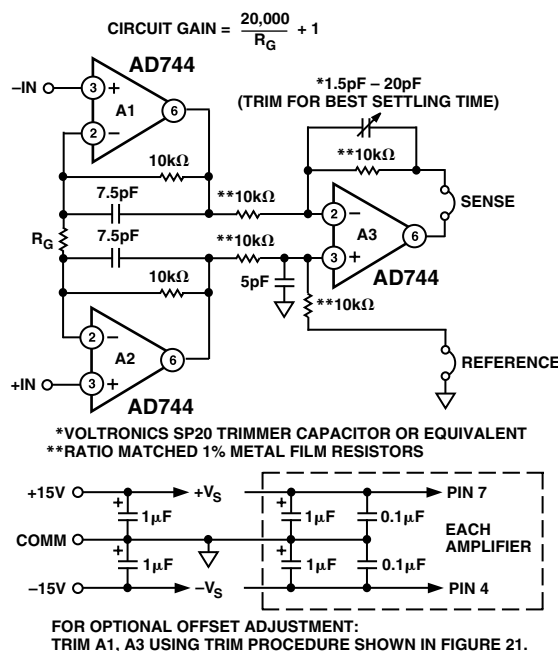 CIRCUIT GAIN = 20,000 / RG + 1
AD744
–IN
3 +
A1
6
2 –
10kΩ
7.5pF
RG
7.5pF
10kΩ
2 –
A2
6
+IN
3 +
AD744
*1.5pF – 20pF
(TRIM FOR BEST SETTLING TIME)
**10kΩ
**10kΩ
2 –
A3
6
SENSE
**10kΩ
3 +
AD744
5pF
**10kΩ
REFERENCE
*VOLTRONICS SP20 TRIMMER CAPACITOR OR EQUIVALENT
**RATIO MATCHED 1% METAL FILM RESISTORS
+15V
+VS
PIN 7
+
1µF
+
1µF
0.1µF
EACH
AMPLIFIER
COMM
+
1µF
+
1µF
0.1µF
–15V
–VS
PIN 4
FOR OPTIONAL OFFSET ADJUSTMENT:
TRIM A1, A3 USING TRIM PROCEDURE SHOWN IN FIGURE 21.